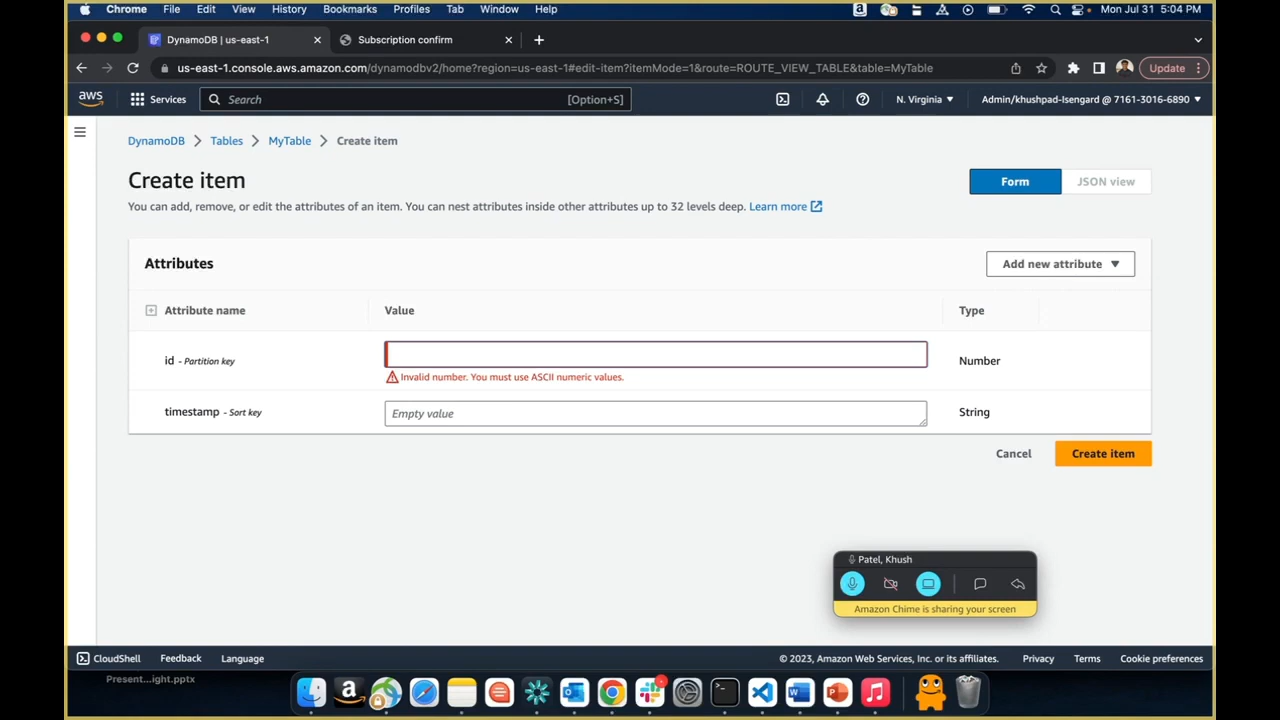 Chrome File Edit View History Bookmarks Profiles Tab Window Help Mon Jul 31 5:04 PM
DynamoDB | us-east-1 Subscription confirm
us-east-1.console.aws.amazon.com/dynamodbv2/home?region=us-east-1#edit-item?itemMode=1&route=ROUTE_VIEW_TABLE&table=MyTable Update
aws Services Search [Option+S] N. Virginia Admin/khushpad-Isengard @ 7161-3016-6890
DynamoDB Tables MyTable Create item
Create item Form JSON view
You can add, remove, or edit the attributes of an item. You can nest attributes inside other attributes up to 32 levels deep. Learn more
Attributes Add new attribute
Attribute name Value Type
id - Partition key Number
Invalid number. You must use ASCII numeric values.
timestamp - Sort key Empty value String
Cancel Create item
Patel, Khush
Amazon Chime is sharing your screen
CloudShell Feedback Language © 2023, Amazon Web Services, Inc. or its affiliates. Privacy Terms Cookie preferences
Present...ight.pptx